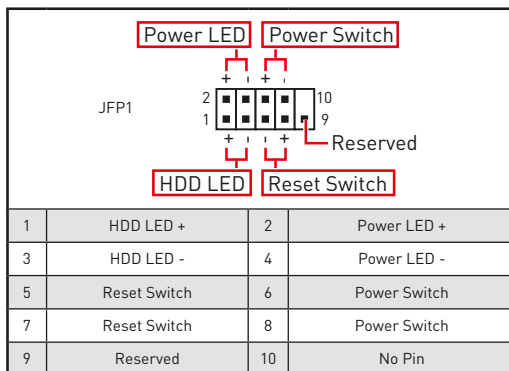 Power LED Power Switch
+ - + -
JFP1
2 10
1 9
+ - - +
Reserved
HDD LED Reset Switch
1 HDD LED + 2 Power LED +
3 HDD LED - 4 Power LED -
5 Reset Switch 6 Power Switch
7 Reset Switch 8 Power Switch
9 Reserved 10 No Pin